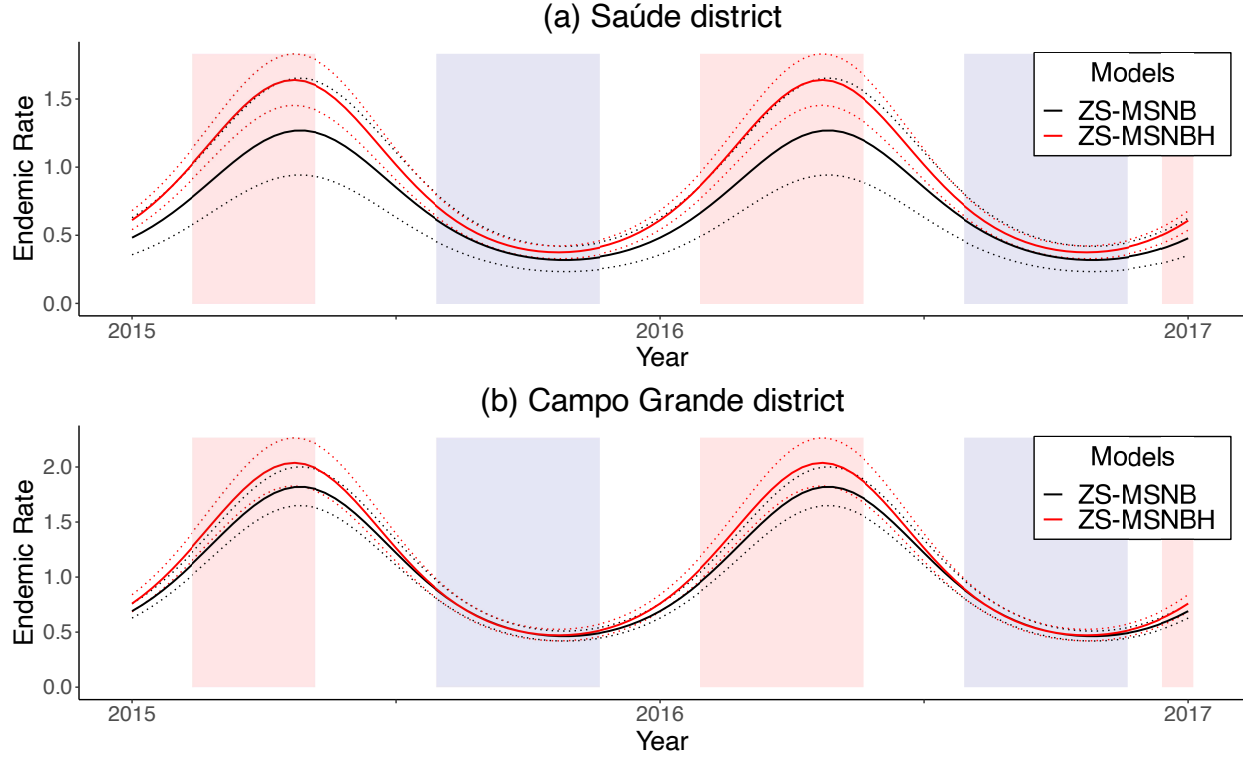 (a) Saúde district
Endemic Rate
1.5
1.0
0.5
0.0
Models
ZS-MSNB
ZS-MSNBH
2015
2016
2017
Year
(b) Campo Grande district
Endemic Rate
2.0
1.5
1.0
0.5
0.0
Models
ZS-MSNB
ZS-MSNBH
2015
2016
2017
Year